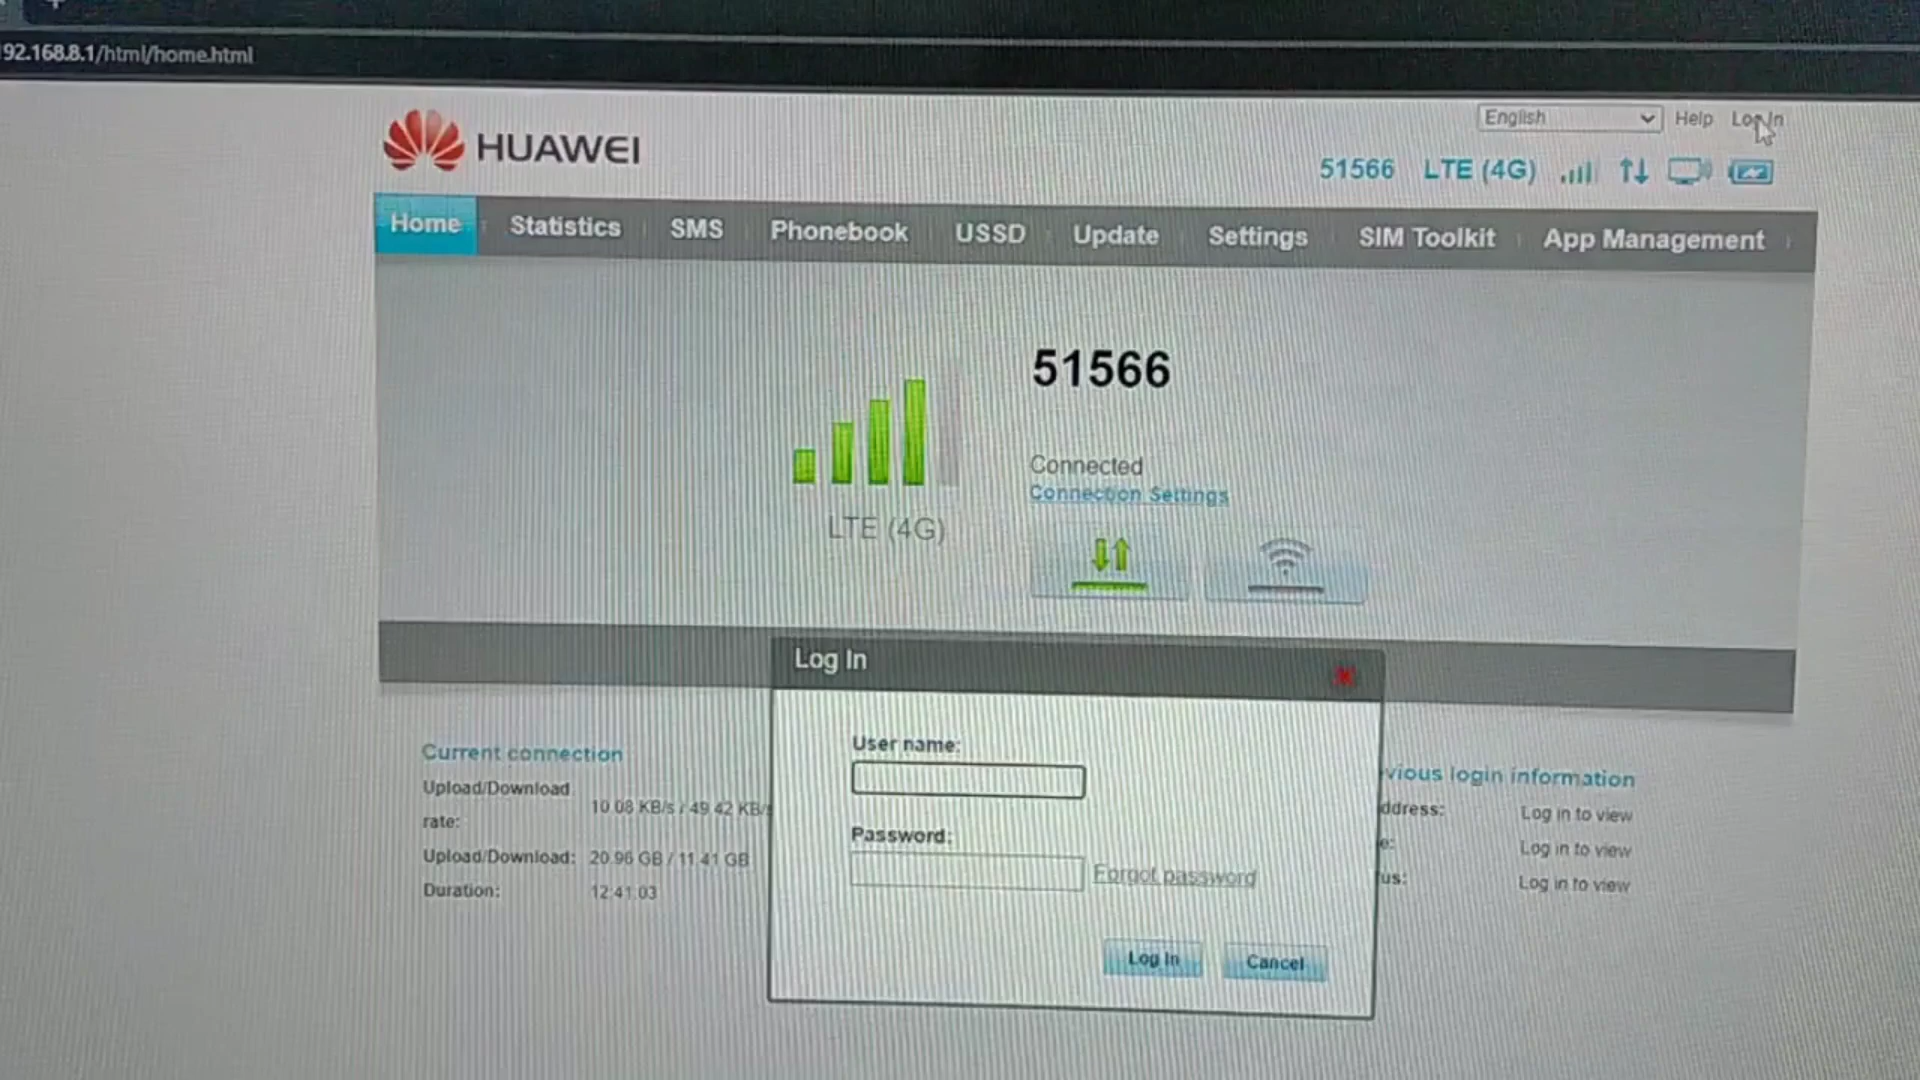 92.168.8.1/html/home.html
HUAWEI
English Help Log In
51566 LTE (4G)
Home Statistics SMS Phonebook USSD Update Settings SIM Toolkit App Management
51566
Connected
Connection Settings
LTE (4G)
Log In
User name:
Password:
Forgot password
Log In Cancel
Current connection
Upload/Download rate:
10.08 KB/s / 49.42 KB/s
Upload/Download: 20.96 GB / 11.41 GB
Duration: 12:41:03
vious login information
ddress: Log in to view
e: Log in to view
us: Log in to view